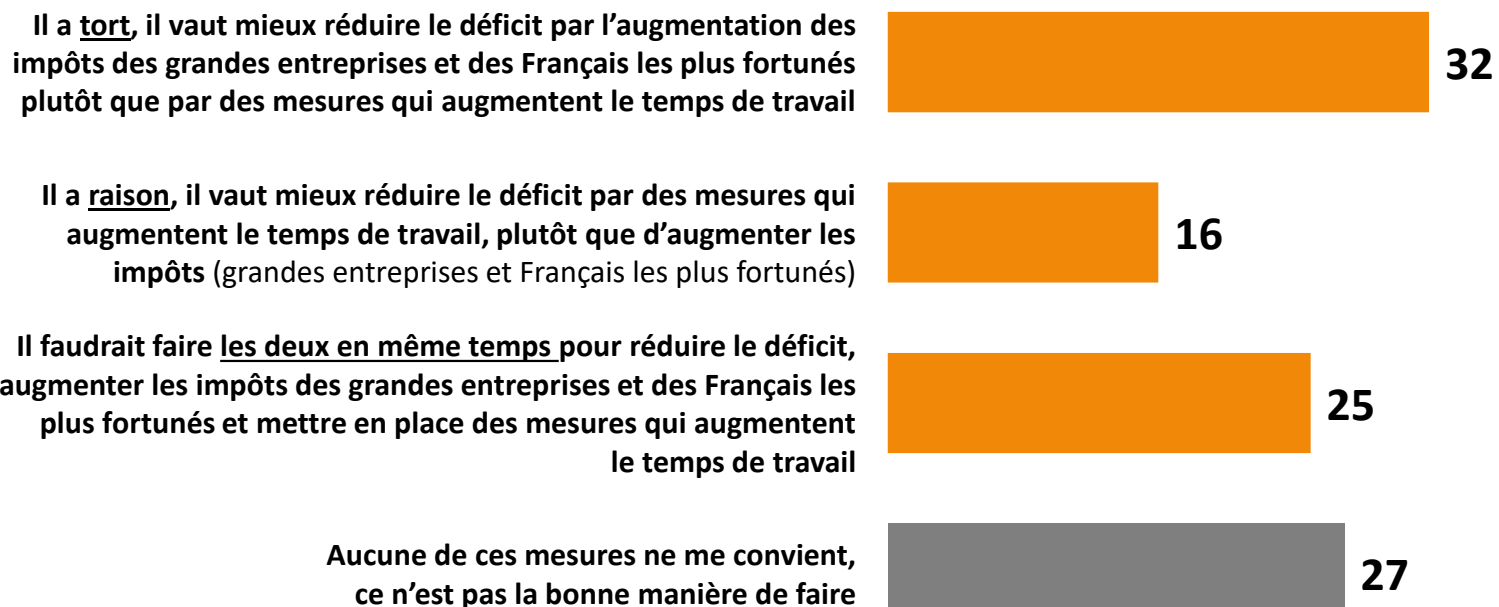 Il a tort, il vaut mieux réduire le déficit par l’augmentation des
impôts des grandes entreprises et des Français les plus fortunés
plutôt que par des mesures qui augmentent le temps de travail
32
Il a raison, il vaut mieux réduire le déficit par des mesures qui
augmentent le temps de travail, plutôt que d’augmenter les
impôts (grandes entreprises et Français les plus fortunés)
16
Il faudrait faire les deux en même temps pour réduire le déficit,
augmenter les impôts des grandes entreprises et des Français les
plus fortunés et mettre en place des mesures qui augmentent
le temps de travail
25
Aucune de ces mesures ne me convient,
ce n’est pas la bonne manière de faire
27